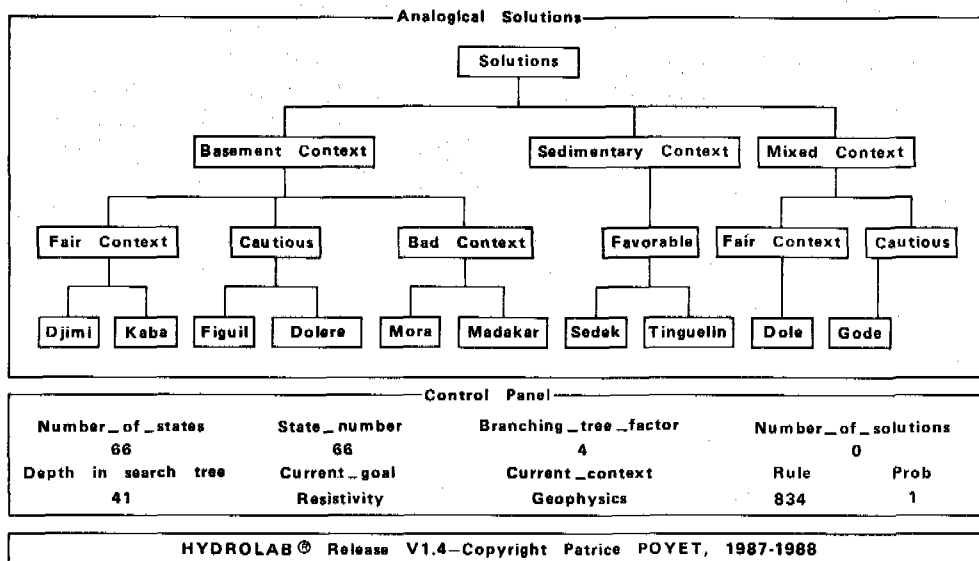 Analogical Solutions
Solutions
Basement Context Sedimentary Context Mixed Context
Fair Context Cautious Bad Context Favorable Fair Context Cautious
Djimi Kaba Figuil Dolere Mora Madakar Sedek Tinguelin Dole Gode
Control Panel
Number_of_states State_number Branching_tree_factor Number_of_solutions
66 66 4 0
Depth in search tree Current_goal Current_context Rule Prob
41 Resistivity Geophysics 834 1
HYDROLAB® Release V1.4-Copyright Patrice POYET, 1987-1988